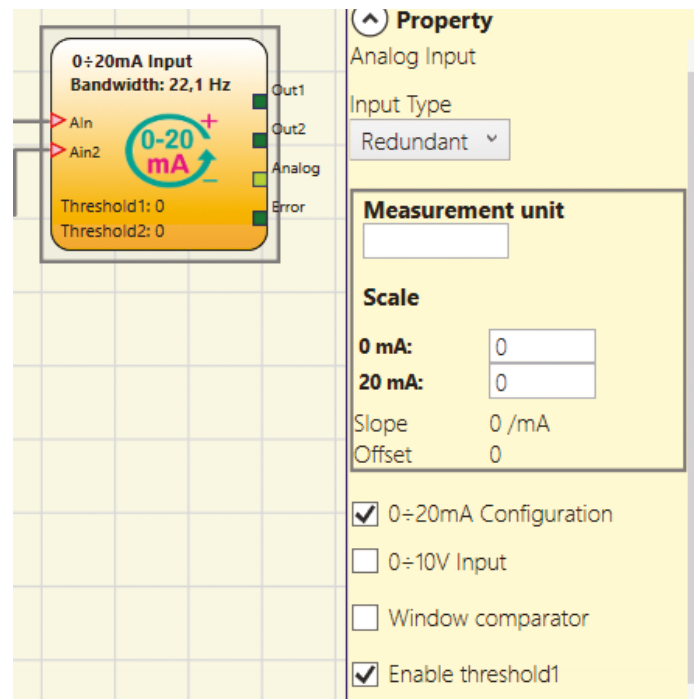 0÷20mA Input
Bandwidth: 22,1 Hz
AIn
Ain2
0-20
mA
+
−
Out1
Out2
Analog
Error
Threshold1: 0
Threshold2: 0
Property
Analog Input
Input Type
Redundant
Measurement unit
Scale
0 mA: 0
20 mA: 0
Slope 0 /mA
Offset 0
0÷20mA Configuration
0÷10V Input
Window comparator
Enable threshold1